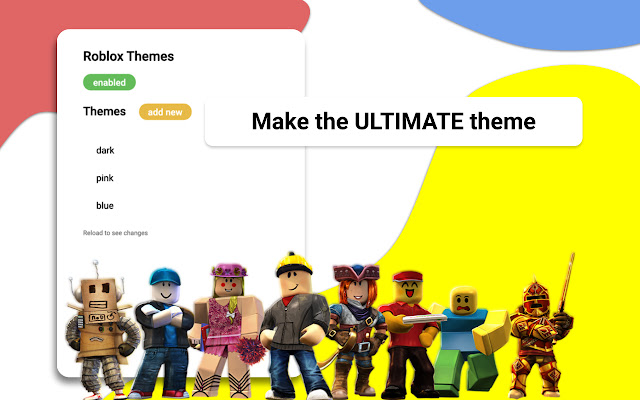 Roblox Themes
enabled
Themes
add new
Make the ULTIMATE theme
dark
pink
blue
Reload to see changes